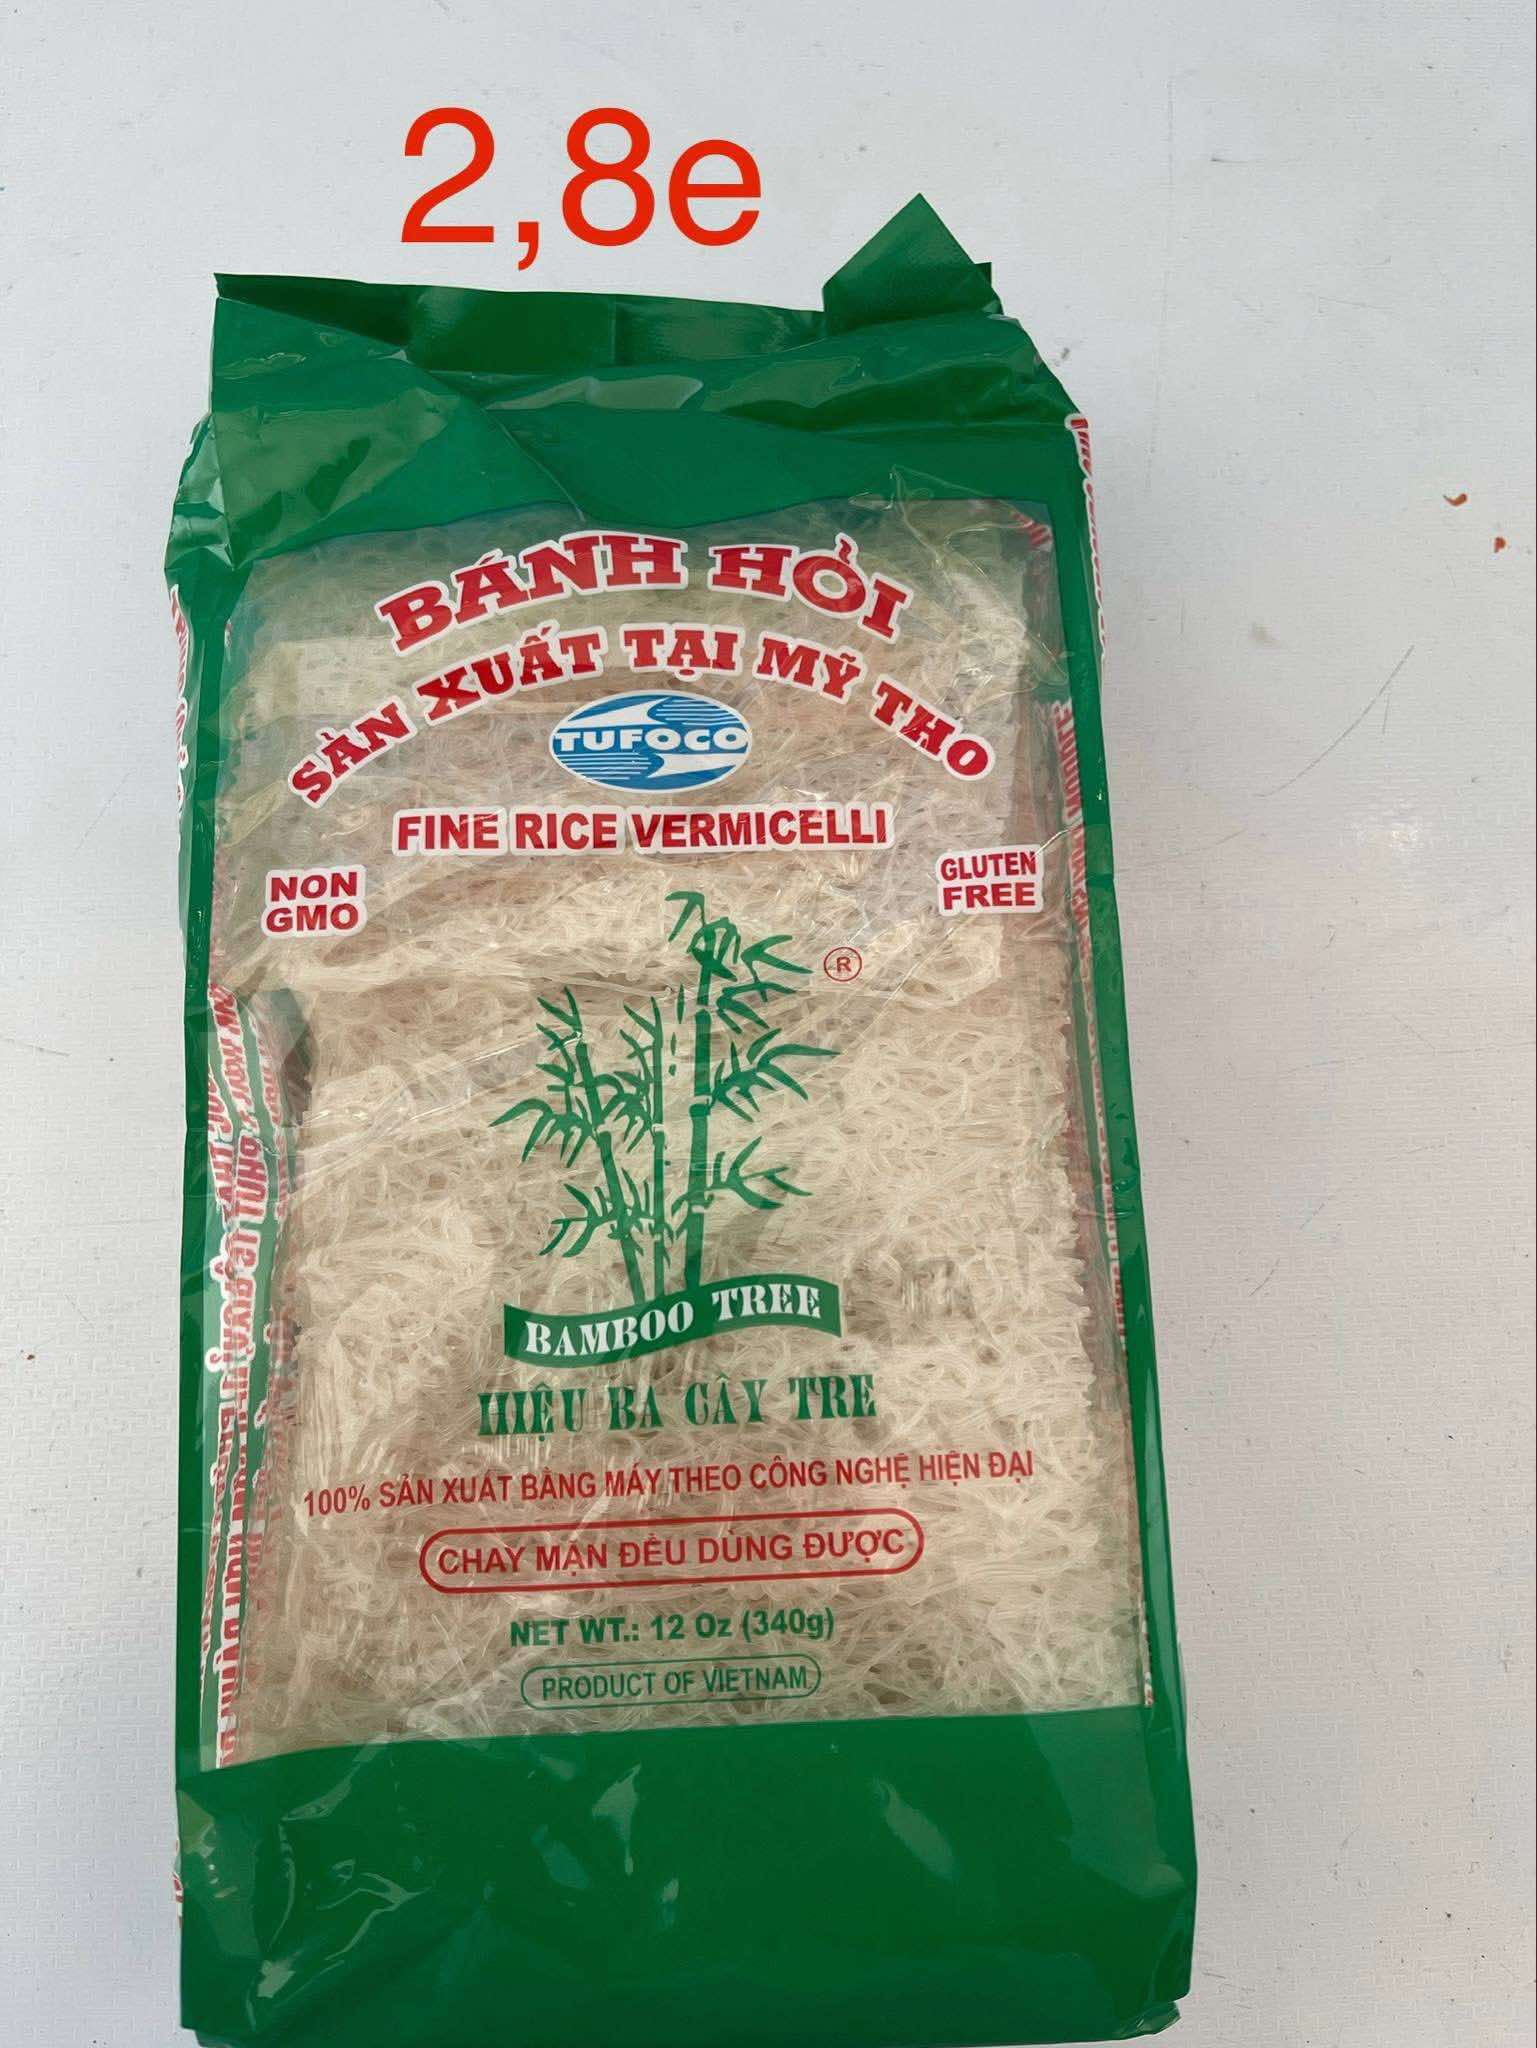 2,8e
BÁNH HỎI
SẢN XUẤT TẠI MỸ THO
TUFOCO
FINE RICE VERMICELLI
NON
GMO
GLUTEN
FREE
®
BAMBOO TREE
HIỆU BA CÂY TRE
100% SẢN XUẤT BẰNG MÁY THEO CÔNG NGHỆ HIỆN ĐẠI
CHAY MẶN ĐỀU DÙNG ĐƯỢC
NET WT.: 12 Oz (340g)
PRODUCT OF VIETNAM